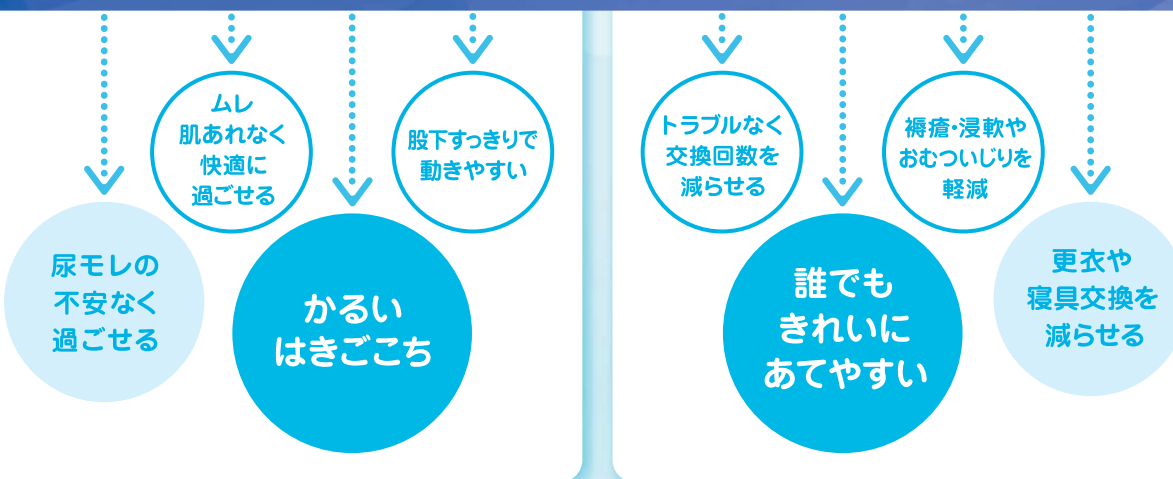 ムレ
肌あれなく
快適に
過ごせる
股下すっきりで
動きやすい
尿モレの
不安なく
過ごせる
かるい
はきごこち
トラブルなく
交換回数を
減らせる
褥瘡・浸軟や
おむついじりを
軽減
誰でも
きれいに
あてやすい
更衣や
寝具交換を
減らせる